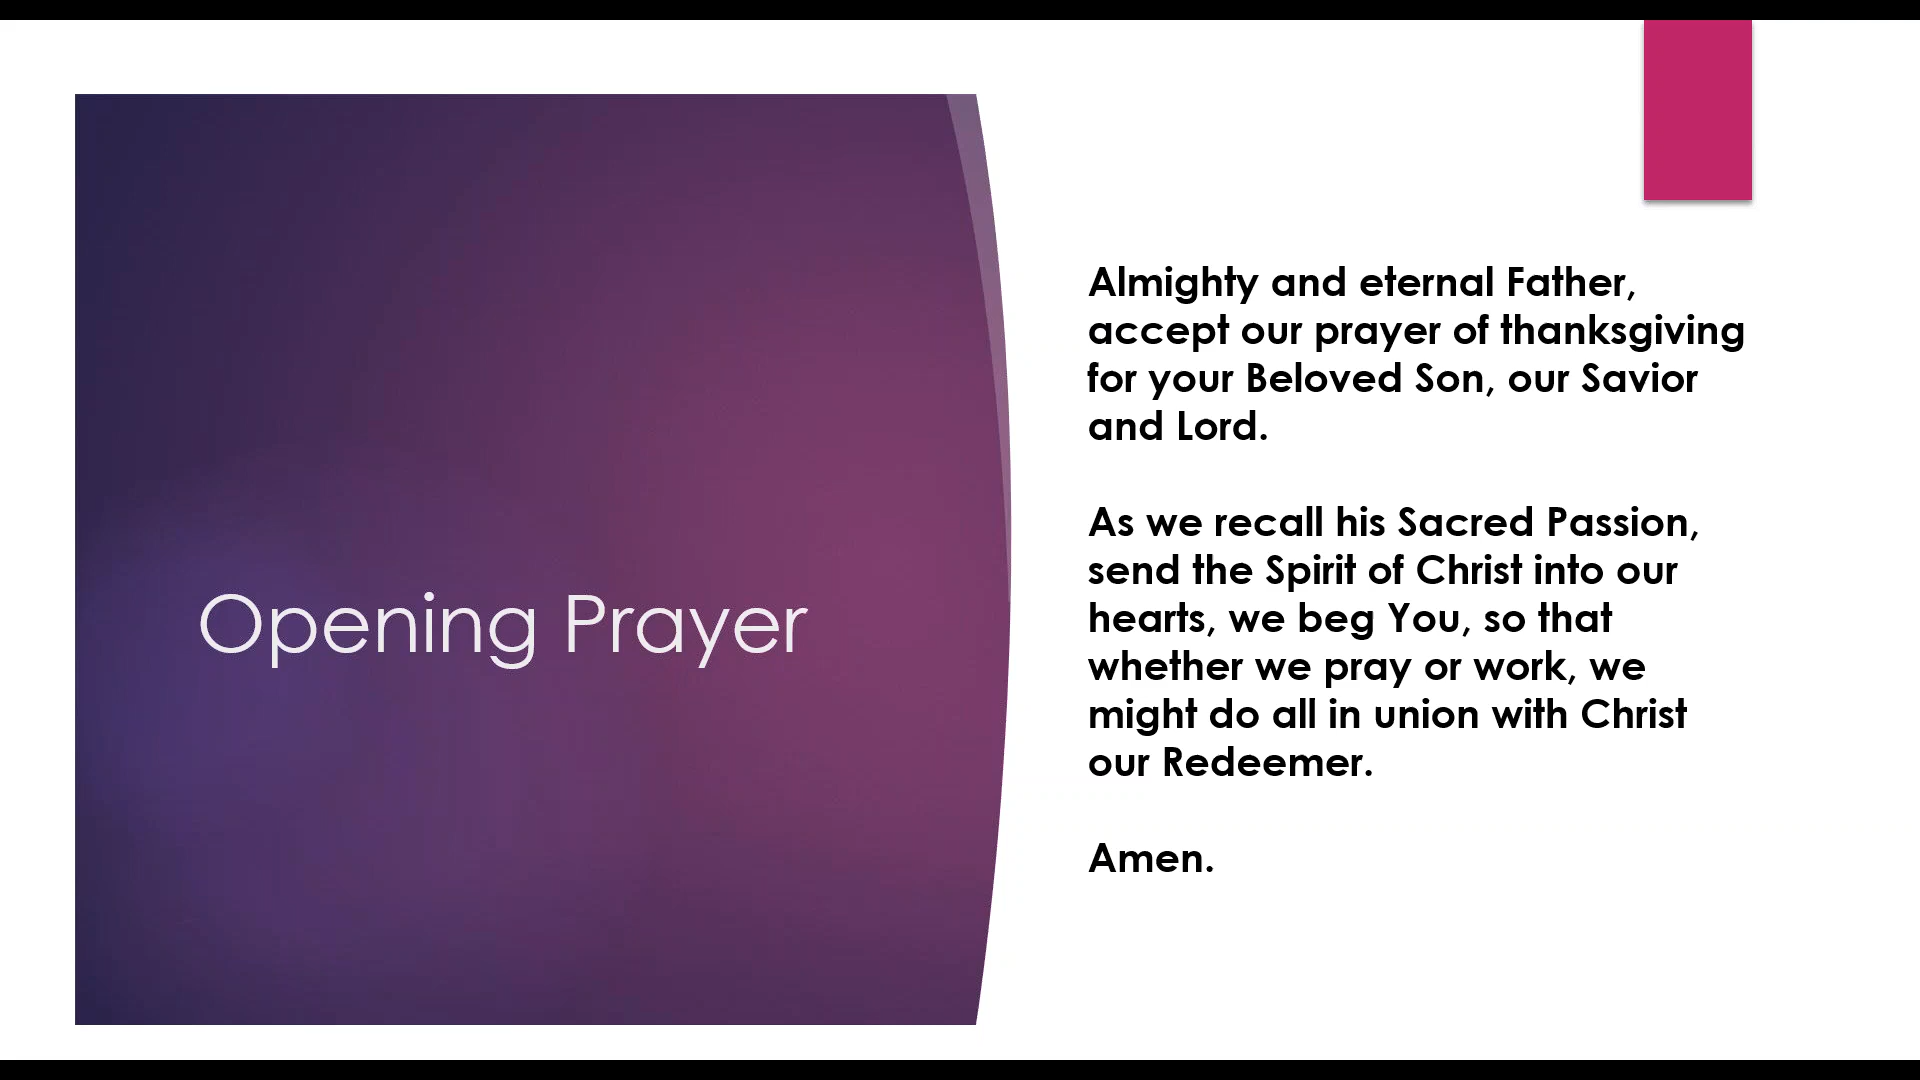 Opening Prayer
Almighty and eternal Father,
accept our prayer of thanksgiving
for your Beloved Son, our Savior
and Lord.
As we recall his Sacred Passion,
send the Spirit of Christ into our
hearts, we beg You, so that
whether we pray or work, we
might do all in union with Christ
our Redeemer.
Amen.